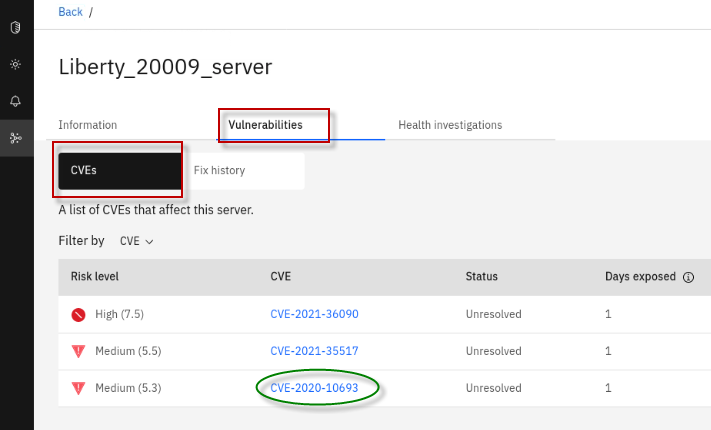 Back /
Liberty_20009_server
Information Vulnerabilities Health investigations
CVEs Fix history
A list of CVEs that affect this server.
Filter by CVE
Risk level CVE Status Days exposed
High (7.5) CVE-2021-36090 Unresolved 1
Medium (5.5) CVE-2021-35517 Unresolved 1
Medium (5.3) CVE-2020-10693 Unresolved 1